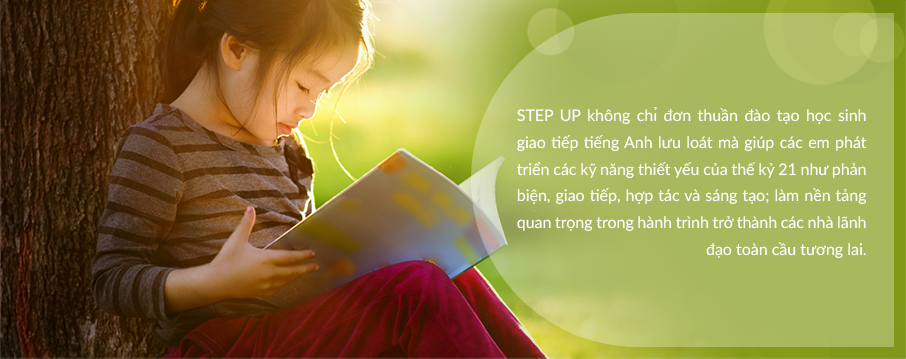 STEP UP không chỉ đơn thuần đào tạo học sinh
giao tiếp tiếng Anh lưu loát mà giúp các em phát
triển các kỹ năng thiết yếu của thế kỷ 21 như phản
biện, giao tiếp, hợp tác và sáng tạo; làm nền tảng
quan trọng trong hành trình trở thành các nhà lãnh
đạo toàn cầu tương lai.